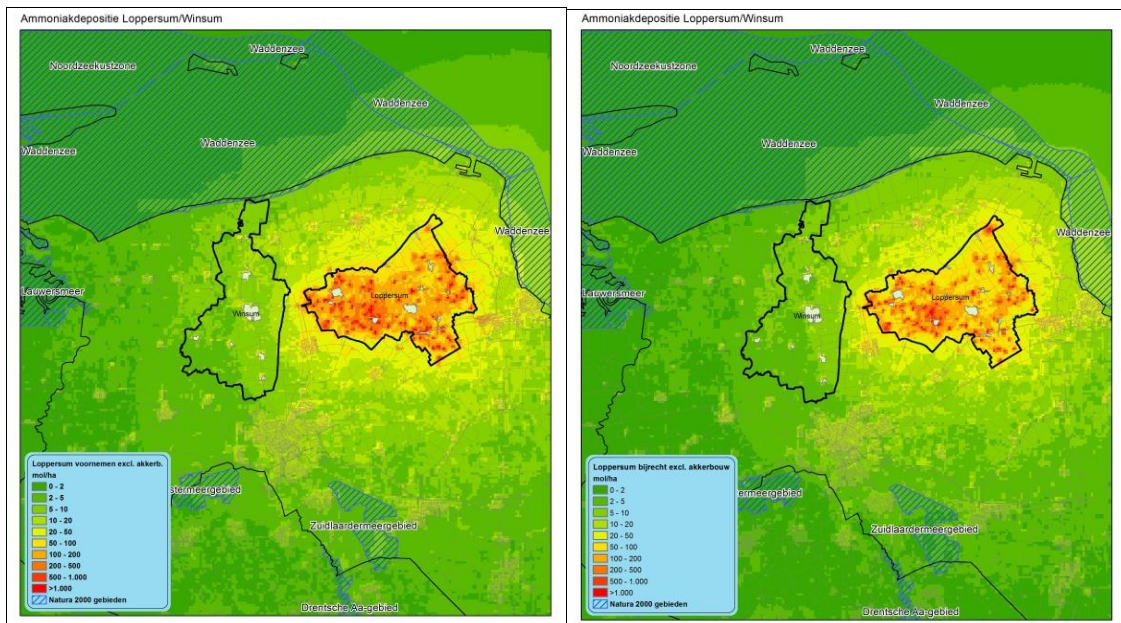 Ammoniakdepositie Loppersum/Winsum
Waddenzee
Noordzeekustzone
Waddenzee
Waddenzee
Waddenzee
Waddenzee
Lauwersmeer
Loppersum
Winsum
Loppersum voornemen excl. akkerb.
mol/ha
0 - 2
2 - 5
5 - 10
10 - 20
20 - 50
50 - 100
100 - 200
200 - 500
500 - 1.000
>1.000
Natura 2000 gebieden
stermeergebied
Zuidlaardermeergebied
Drentsche Aa-gebied
Ammoniakdepositie Loppersum/Winsum
Waddenzee
Noordzeekustzone
Waddenzee
Waddenzee
Waddenzee
Waddenzee
Lauwersmeer
Loppersum
Winsum
Loppersum bijrecht excl. akkerbouw
mol/ha
0 - 2
2 - 5
5 - 10
10 - 20
20 - 50
50 - 100
100 - 200
200 - 500
500 - 1.000
>1.000
Natura 2000 gebieden
stermeergebied
Zuidlaardermeergebied
Drentsche Aa-gebied